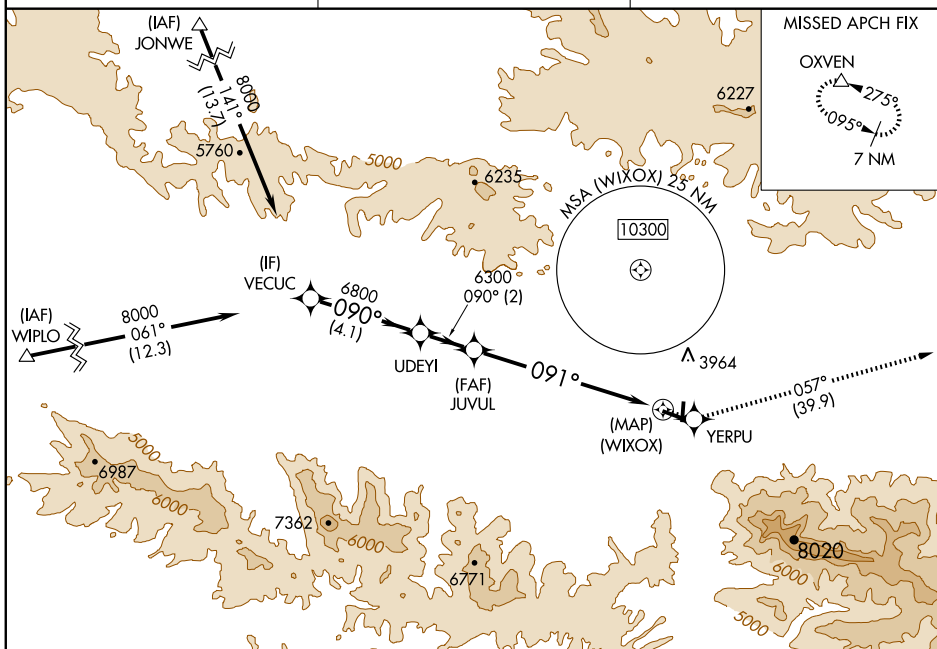 (IAF)
JONWE
8000
141°
(13.7)
5760
5000
6235
6227
MISSED APCH FIX
OXVEN
275°
095°
7 NM
MSA (WIXOX) 25 NM
10300
(IF)
VECUC
6800
090°
(4.1)
6300
090° (2)
(IAF)
WIPLO
8000
061°
(12.3)
UDEYI
(FAF)
JUVUL
091°
3964
057°
(39.9)
(MAP)
(WIXOX)
YERPU
5000
6987
6000
7362
6000
6771
8020
6000
5000